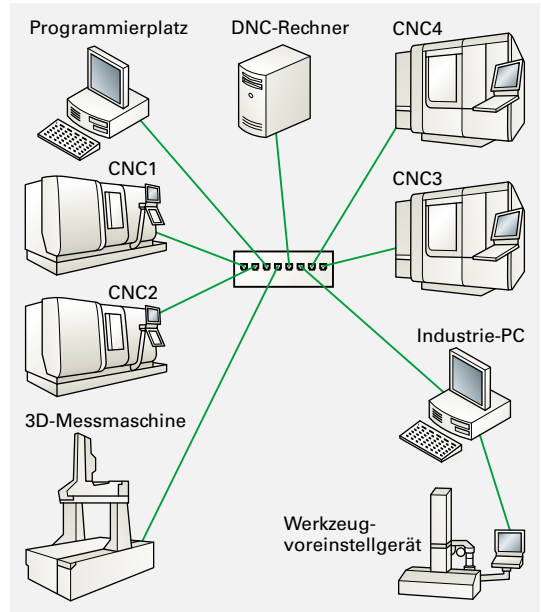 Programmierplatz
DNC-Rechner
CNC4
CNC1
CNC3
CNC2
Industrie-PC
3D-Messmaschine
Werkzeug-
voreinstellgerät